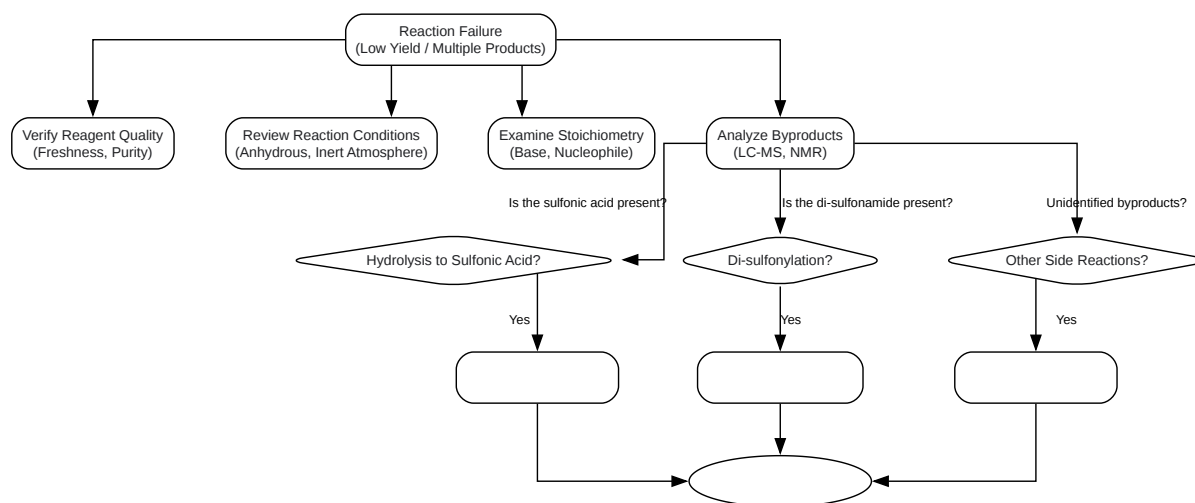 Reaction Failure
(Low Yield / Multiple Products)
Verify Reagent Quality
(Freshness, Purity)
Review Reaction Conditions
(Anhydrous, Inert Atmosphere)
Examine Stoichiometry
(Base, Nucleophile)
Analyze Byproducts
(LC-MS, NMR)
Is the sulfonic acid present?
Is the di-sulfonamide present?
Unidentified byproducts?
Hydrolysis to Sulfonic Acid?
Di-sulfonylation?
Other Side Reactions?
Yes
Yes
Yes